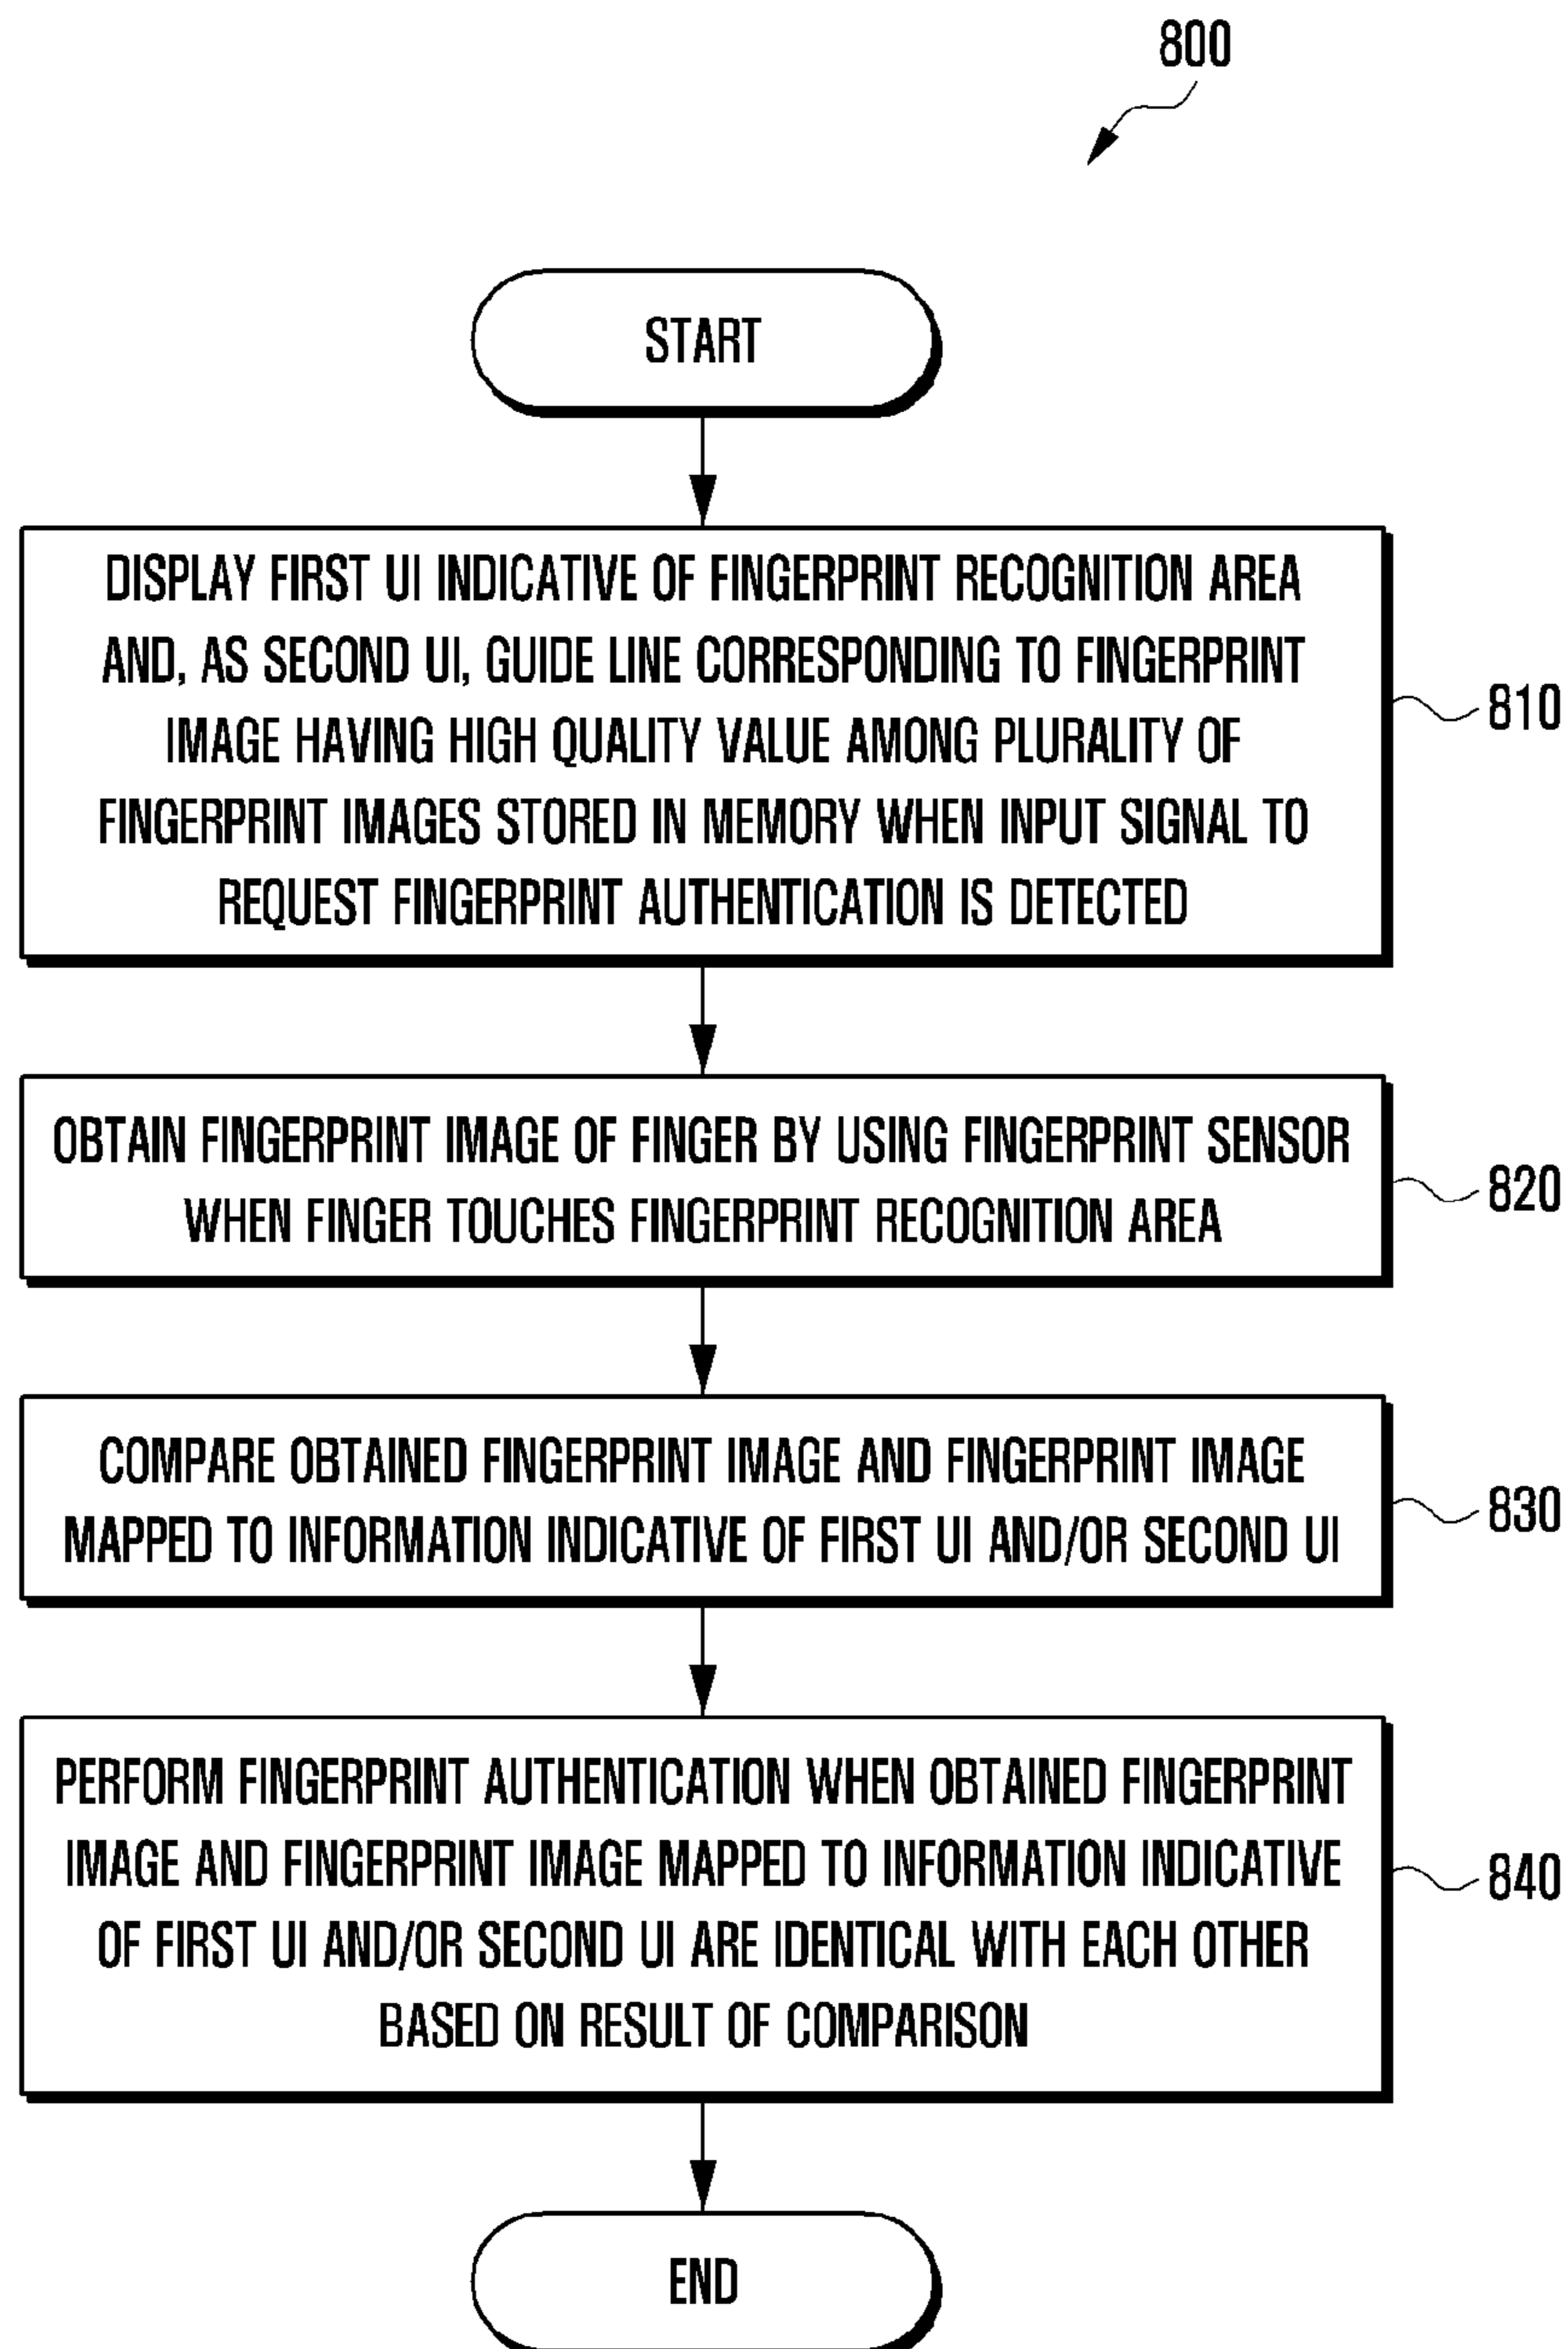 800
START
DISPLAY FIRST UI INDICATIVE OF FINGERPRINT RECOGNITION AREA
AND, AS SECOND UI, GUIDE LINE CORRESPONDING TO FINGERPRINT
IMAGE HAVING HIGH QUALITY VALUE AMONG PLURALITY OF
FINGERPRINT IMAGES STORED IN MEMORY WHEN INPUT SIGNAL TO
REQUEST FINGERPRINT AUTHENTICATION IS DETECTED
810
OBTAIN FINGERPRINT IMAGE OF FINGER BY USING FINGERPRINT SENSOR
WHEN FINGER TOUCHES FINGERPRINT RECOGNITION AREA
820
COMPARE OBTAINED FINGERPRINT IMAGE AND FINGERPRINT IMAGE
MAPPED TO INFORMATION INDICATIVE OF FIRST UI AND/OR SECOND UI
830
PERFORM FINGERPRINT AUTHENTICATION WHEN OBTAINED FINGERPRINT
IMAGE AND FINGERPRINT IMAGE MAPPED TO INFORMATION INDICATIVE
OF FIRST UI AND/OR SECOND UI ARE IDENTICAL WITH EACH OTHER
BASED ON RESULT OF COMPARISON
840
END